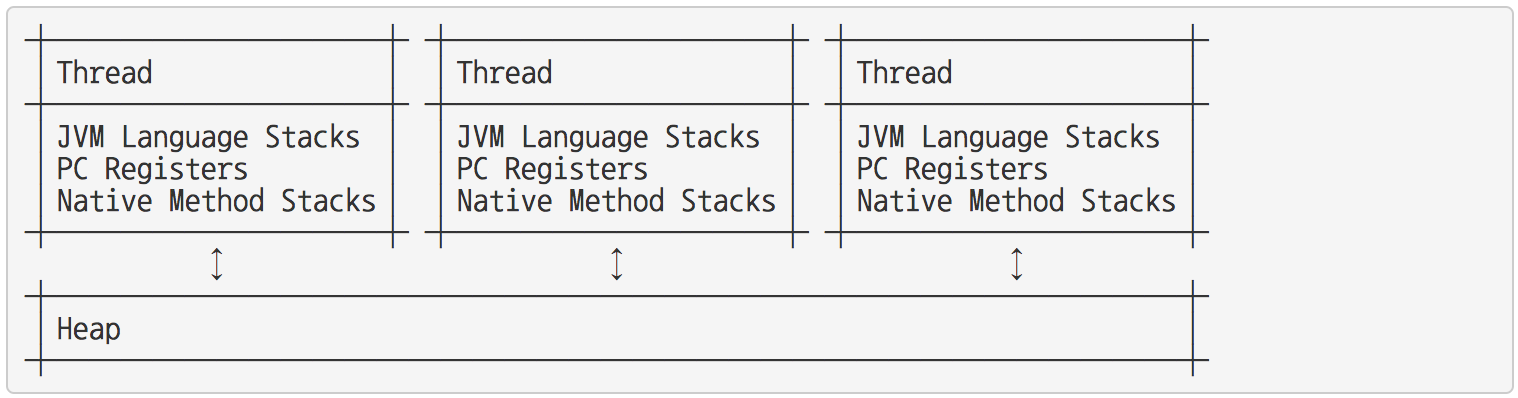 Thread
JVM Language Stacks
PC Registers
Native Method Stacks
Thread
JVM Language Stacks
PC Registers
Native Method Stacks
Thread
JVM Language Stacks
PC Registers
Native Method Stacks
↕ ↕ ↕
Heap